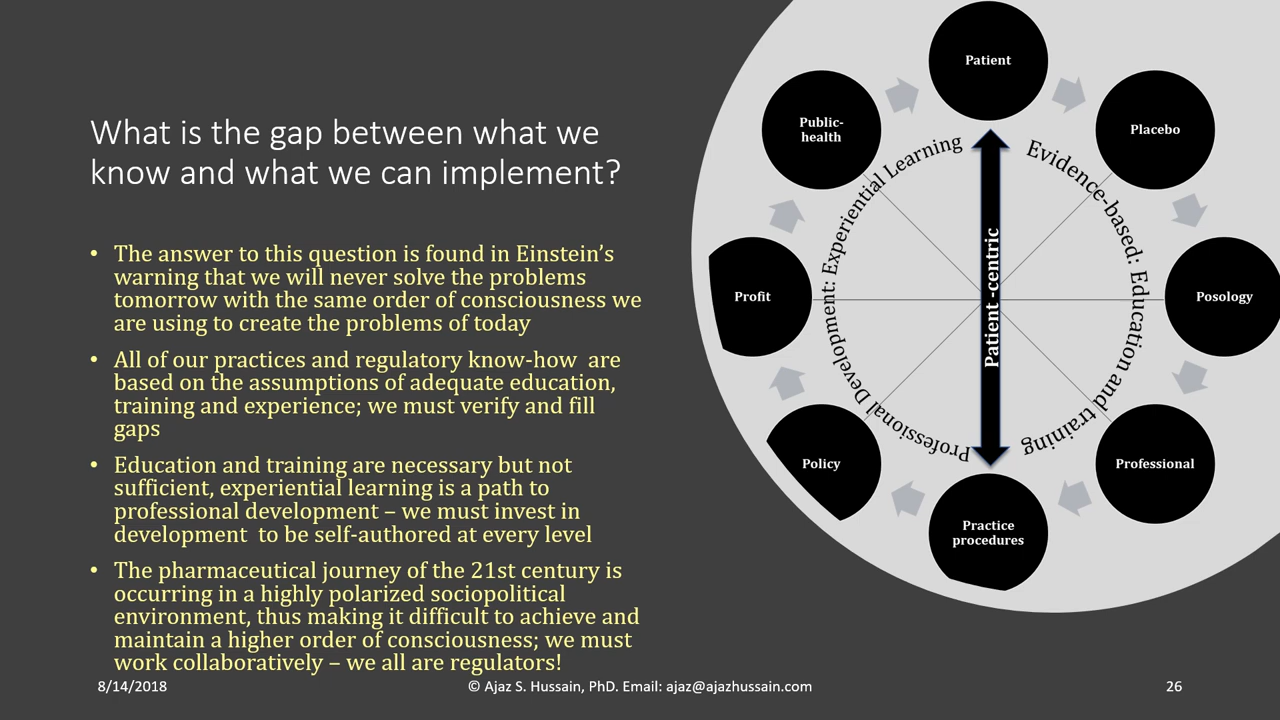 What is the gap between what we
know and what we can implement?
• The answer to this question is found in Einstein’s
warning that we will never solve the problems
tomorrow with the same order of consciousness we
are using to create the problems of today
• All of our practices and regulatory know-how  are
based on the assumptions of adequate education,
training and experience; we must verify and fill
gaps
• Education and training are necessary but not
sufficient, experiential learning is a path to
professional development – we must invest in
development  to be self-authored at every level
• The pharmaceutical journey of the 21st century is
occurring in a highly polarized sociopolitical
environment, thus making it difficult to achieve and
maintain a higher order of consciousness; we must
work collaboratively – we all are regulators!
Patient
Placebo
Posology
Professional
Practice
procedures
Policy
Profit
Public-
health
Evidence-based: Education and training
Professional Development: Experiential Learning
Patient -centric
8/14/2018
© Ajaz S. Hussain, PhD. Email: ajaz@ajazhussain.com
26